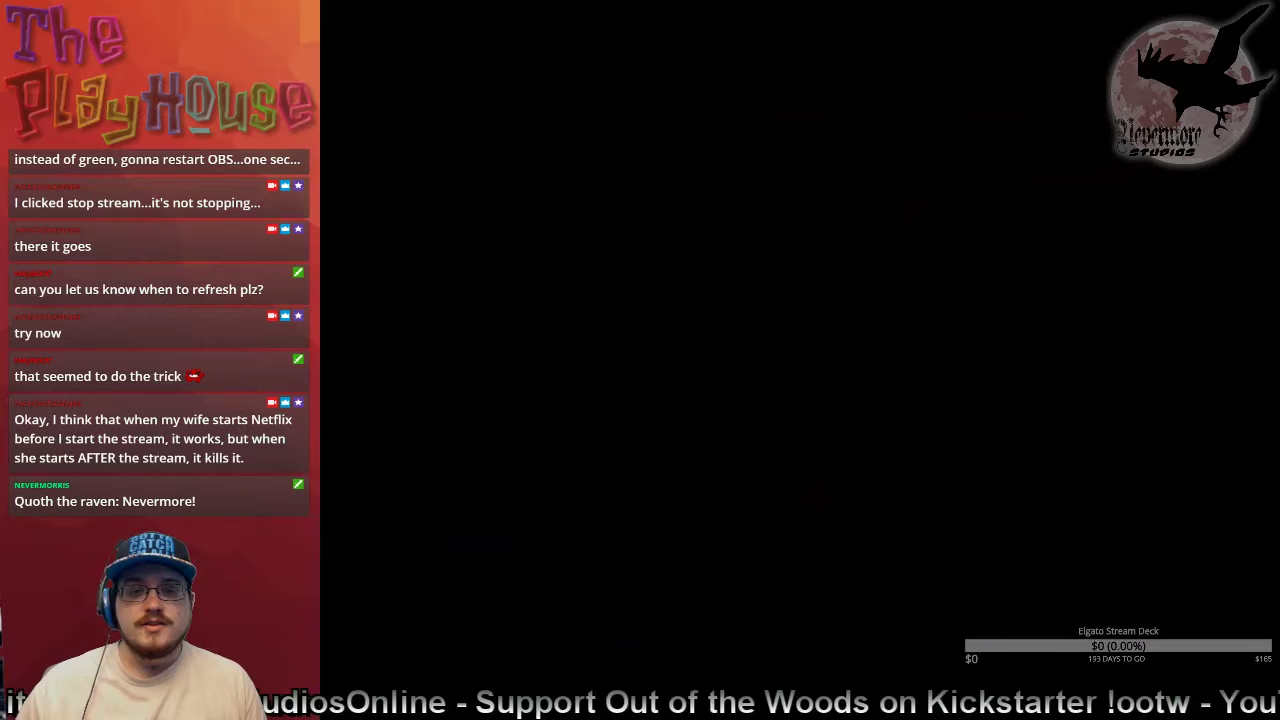 The
PlayHouse
Nevermore
STUDIOS
instead of green, gonna restart OBS...one sec...
I clicked stop stream...it's not stopping...
there it goes
can you let us know when to refresh plz?
try now
that seemed to do the trick
Okay, I think that when my wife starts Netflix
before I start the stream, it works, but when
she starts AFTER the stream, it kills it.
NEVERMORRIS
Quoth the raven: Nevermore!
GOTTA
CATCH
EM ALL
Elgato Stream Deck
$0 (0.00%)
$0 193 DAYS TO GO $165
udiosOnline - Support Out of the Woods on Kickstarter !ootw - You